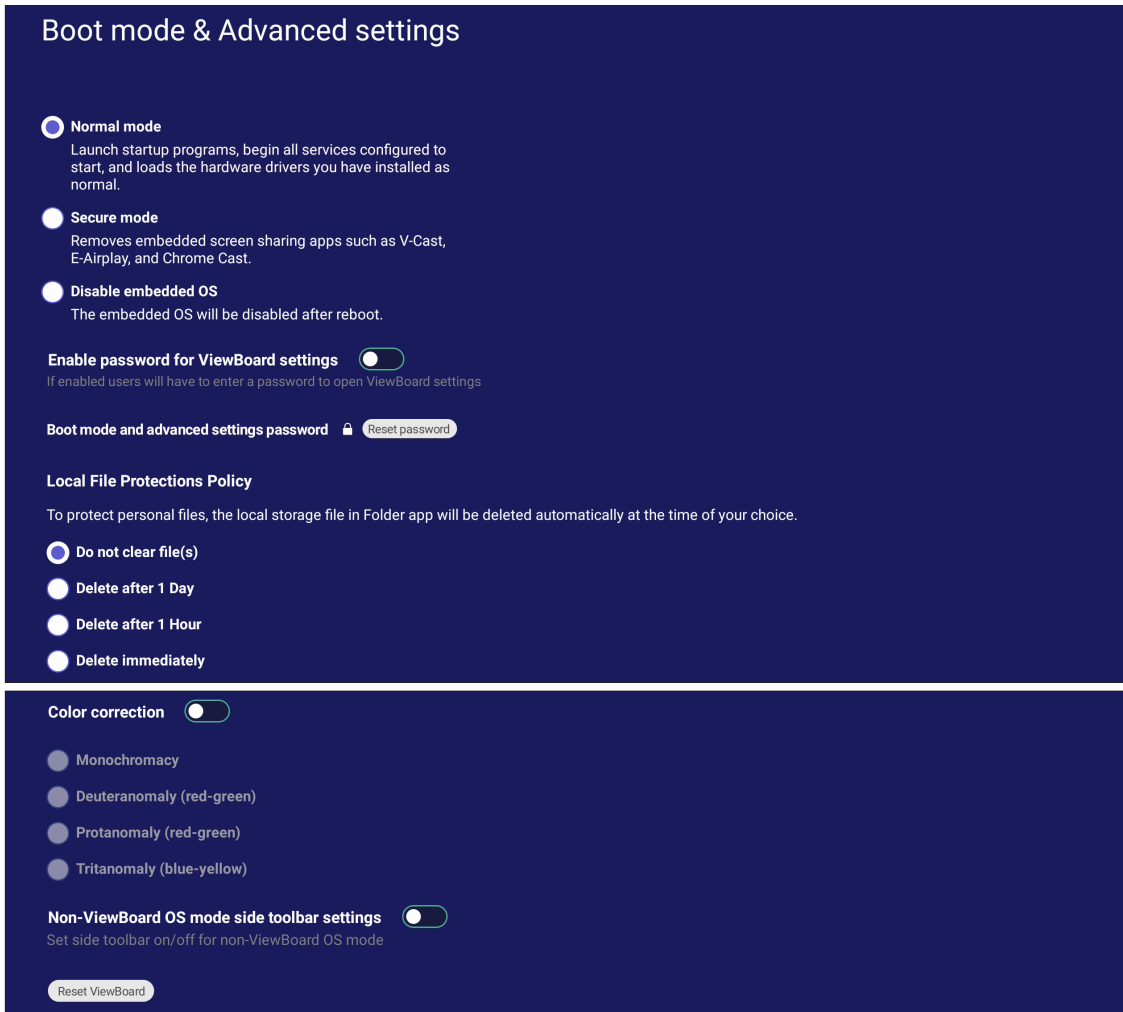 Boot mode & Advanced settings
Normal mode
Launch startup programs, begin all services configured to
start, and loads the hardware drivers you have installed as
normal.
Secure mode
Removes embedded screen sharing apps such as V-Cast,
E-Airplay, and Chrome Cast.
Disable embedded OS
The embedded OS will be disabled after reboot.
Enable password for ViewBoard settings
If enabled users will have to enter a password to open ViewBoard settings
Boot mode and advanced settings password Reset password
Local File Protections Policy
To protect personal files, the local storage file in Folder app will be deleted automatically at the time of your choice.
Do not clear file(s)
Delete after 1 Day
Delete after 1 Hour
Delete immediately
Color correction
Monochromacy
Deuteranomaly (red-green)
Protanomaly (red-green)
Tritanomaly (blue-yellow)
Non-ViewBoard OS mode side toolbar settings
Set side toolbar on/off for non-ViewBoard OS mode
Reset ViewBoard